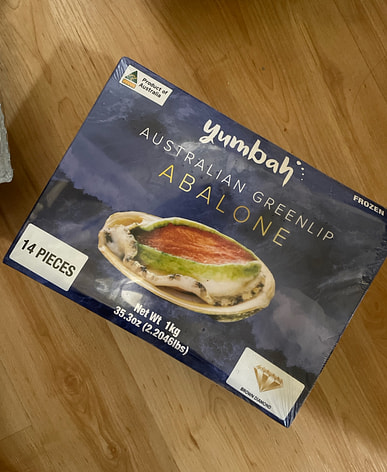 Product of
Australia
yumbah
AUSTRALIAN GREENLIP
ABALONE
FROZEN
14 PIECES
Net Wt 1kg
35.3oz (2.2046lbs)
BROWN DIAMOND